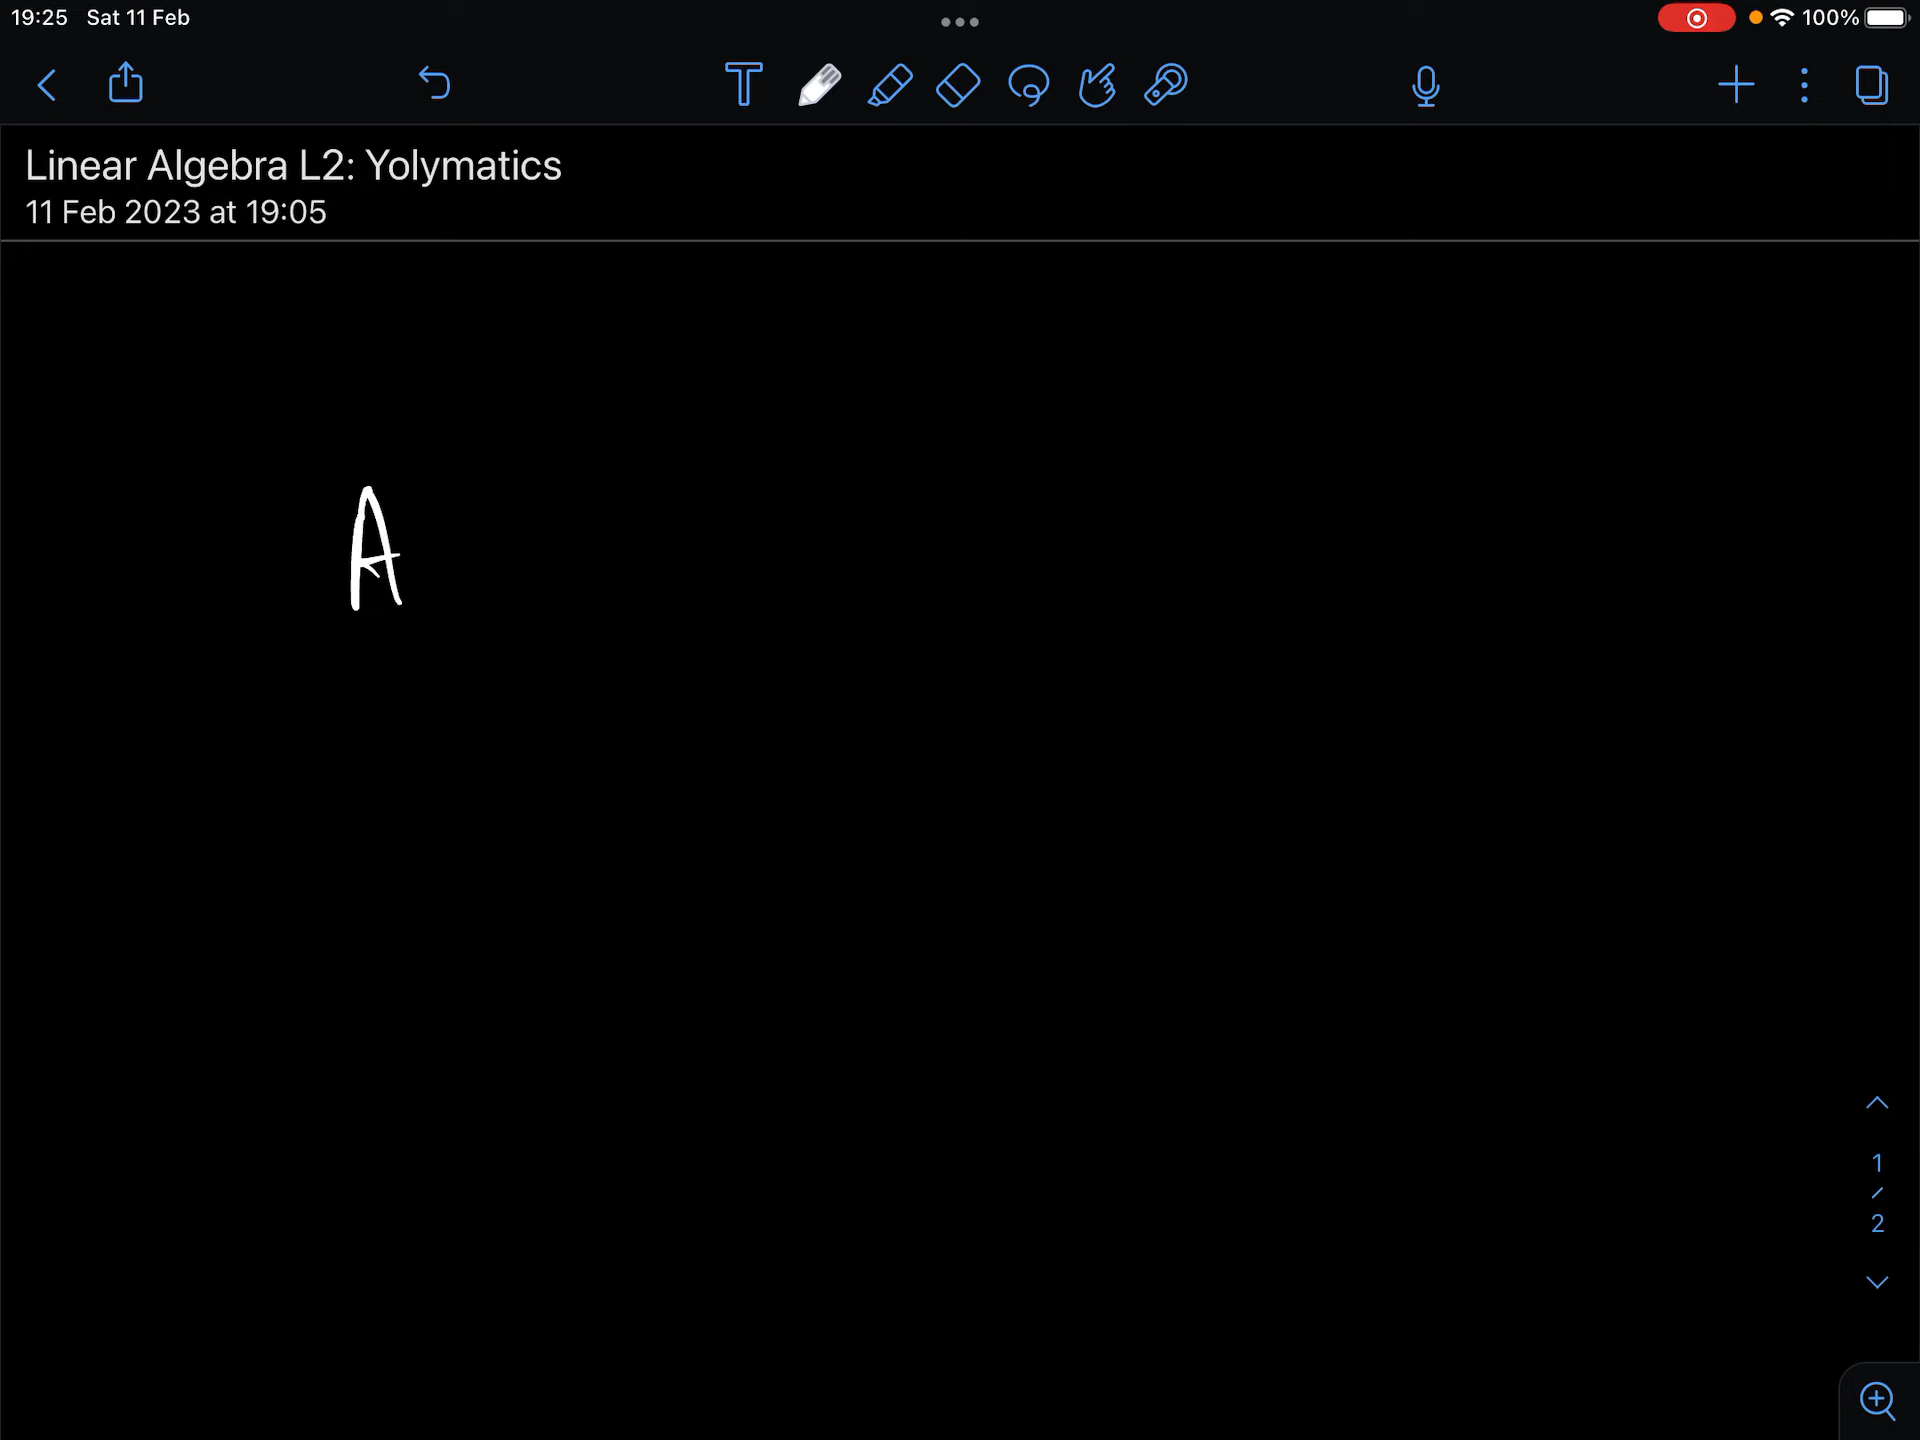 19:25 Sat 11 Feb 100%
Linear Algebra L2: Yolymatics
11 Feb 2023 at 19:05
A
1
/
2